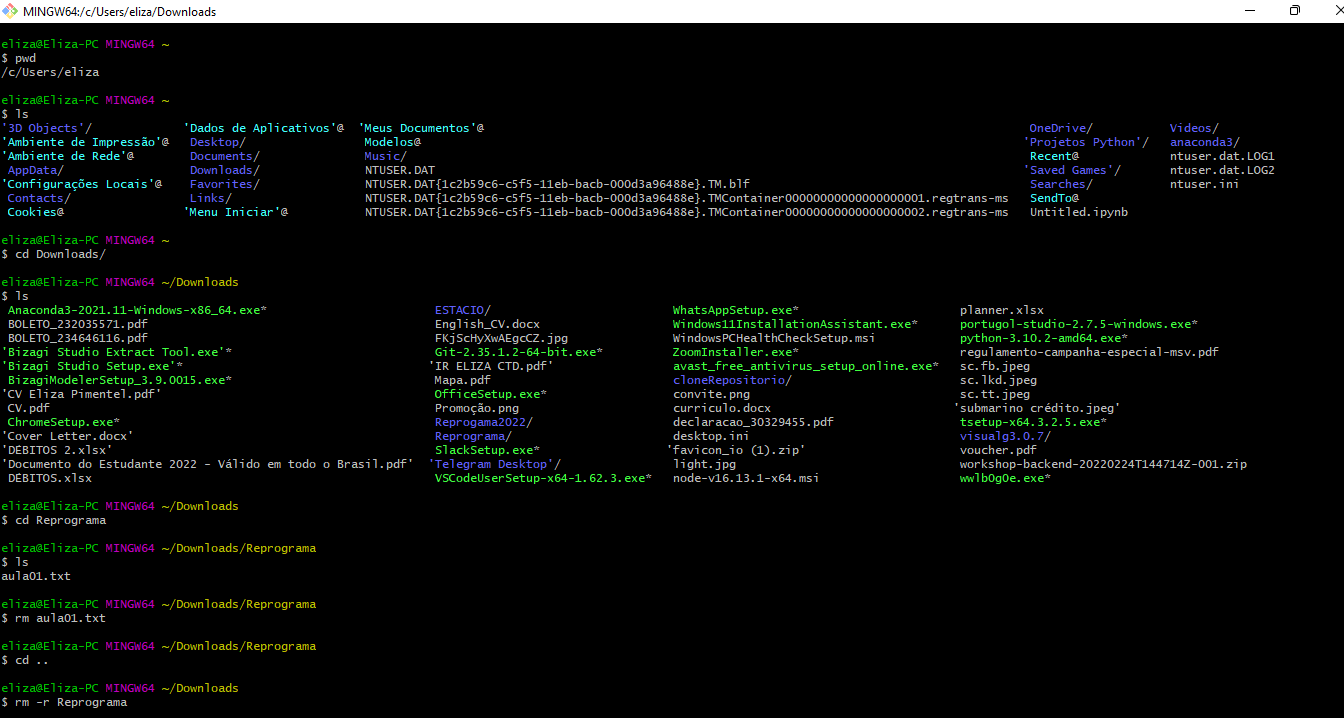 MINGW64:/c/Users/eliza/Downloads
eliza@Eliza-PC MINGW64 ~
$ pwd
/c/Users/eliza
eliza@Eliza-PC MINGW64 ~
$ ls
'3D Objects'/ 'Dados de Aplicativos'@ 'Meus Documentos'@ OneDrive/ Videos/
'Ambiente de Impressão'@ Desktop/ Modelos@ 'Projetos Python'/ anaconda3/
'Ambiente de Rede'@ Documents/ Music/ Recent@ ntuser.dat.LOG1
AppData/ Downloads/ NTUSER.DAT 'Saved Games'/ ntuser.dat.LOG2
'Configurações Locais'@ Favorites/ NTUSER.DAT{1c2b59c6-c5f5-11eb-bacb-000d3a96488e}.TM.blf Searches/ ntuser.ini
Contacts/ Links/ NTUSER.DAT{1c2b59c6-c5f5-11eb-bacb-000d3a96488e}.TMContainer00000000000000000001.regtrans-ms SendTo@
Cookies@ 'Menu Iniciar'@ NTUSER.DAT{1c2b59c6-c5f5-11eb-bacb-000d3a96488e}.TMContainer00000000000000000002.regtrans-ms Untitled.ipynb
eliza@Eliza-PC MINGW64 ~
$ cd Downloads/
eliza@Eliza-PC MINGW64 ~/Downloads
$ ls
Anaconda3-2021.11-Windows-x86_64.exe* ESTACIO/ WhatsAppSetup.exe* planner.xlsx
BOLETO_232035571.pdf English_CV.docx Windows11InstallationAssistant.exe* portugol-studio-2.7.5-windows.exe*
BOLETO_234646116.pdf FKjScHyXwAEgcCZ.jpg WindowsPCHealthCheckSetup.msi python-3.10.2-amd64.exe*
'Bizagi Studio Extract Tool.exe'* Git-2.35.1.2-64-bit.exe* ZoomInstaller.exe* regulamento-campanha-especial-msv.pdf
'Bizagi Studio Setup.exe'* 'IR ELIZA CTD.pdf' avast_free_antivirus_setup_online.exe* sc.fb.jpeg
BizagiModelerSetup_3.9.0015.exe* Mapa.pdf cloneRepositorio/ sc.lkd.jpeg
'CV Eliza Pimentel.pdf' OfficeSetup.exe* convite.png sc.tt.jpeg
CV.pdf Promoção.png curriculo.docx 'submarino crédito.jpeg'
ChromeSetup.exe* Reprogama2022/ declaracao_30329455.pdf tsetup-x64.3.2.5.exe*
'Cover Letter.docx' Reprograma/ desktop.ini visualg3.0.7/
'DEBITOS 2.xlsx' SlackSetup.exe* 'favicon_io (1).zip' voucher.pdf
'Documento do Estudante 2022 - Válido em todo o Brasil.pdf' 'Telegram Desktop'/ light.jpg workshop-backend-20220224T144714Z-001.zip
DEBITOS.xlsx VSCodeUserSetup-x64-1.62.3.exe* node-v16.13.1-x64.msi wwlbOgOe.exe*
eliza@Eliza-PC MINGW64 ~/Downloads
$ cd Reprograma
eliza@Eliza-PC MINGW64 ~/Downloads/Reprograma
$ ls
aula01.txt
eliza@Eliza-PC MINGW64 ~/Downloads/Reprograma
$ rm aula01.txt
eliza@Eliza-PC MINGW64 ~/Downloads/Reprograma
$ cd ..
eliza@Eliza-PC MINGW64 ~/Downloads
$ rm -r Reprograma